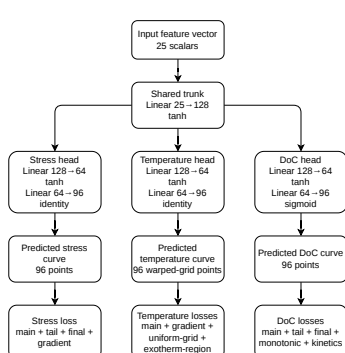 Input feature vector
25 scalars
Shared trunk
Linear 25→128
tanh
Stress head
Linear 128→64
tanh
Linear 64→96
identity
Temperature head
Linear 128→64
tanh
Linear 64→96
identity
DoC head
Linear 128→64
tanh
Linear 64→96
sigmoid
Predicted stress
curve
96 points
Predicted
temperature curve
96 warped-grid points
Predicted DoC curve
96 points
Stress loss
main + tail + final +
gradient
Temperature losses
main + gradient +
uniform-grid +
exotherm-region
DoC losses
main + tail + final +
monotonic + kinetics